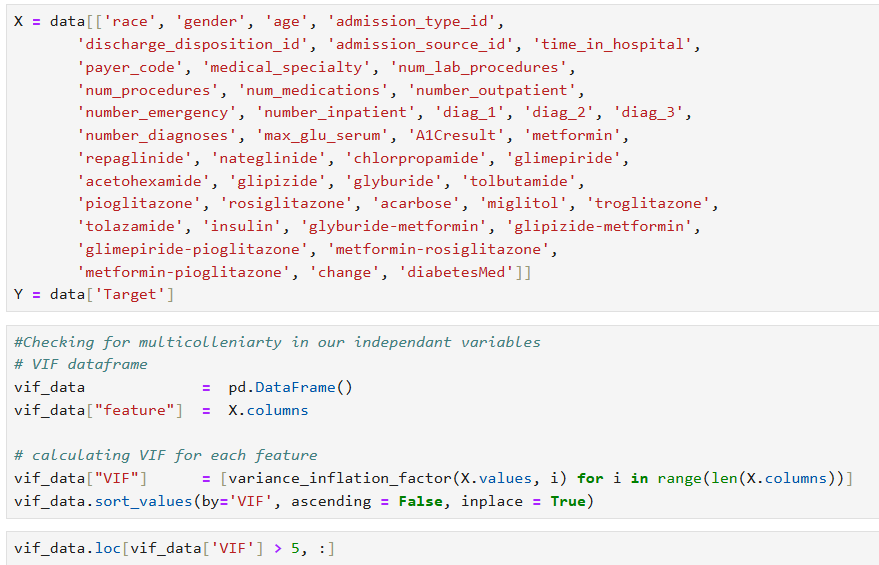 X = data[['race', 'gender', 'age', 'admission_type_id',
       'discharge_disposition_id', 'admission_source_id', 'time_in_hospital',
       'payer_code', 'medical_specialty', 'num_lab_procedures',
       'num_procedures', 'num_medications', 'number_outpatient',
       'number_emergency', 'number_inpatient', 'diag_1', 'diag_2', 'diag_3',
       'number_diagnoses', 'max_glu_serum', 'A1Cresult', 'metformin',
       'repaglinide', 'nateglinide', 'chlorpropamide', 'glimepiride',
       'acetohexamide', 'glipizide', 'glyburide', 'tolbutamide',
       'pioglitazone', 'rosiglitazone', 'acarbose', 'miglitol', 'troglitazone',
       'tolazamide', 'insulin', 'glyburide-metformin', 'glipizide-metformin',
       'glimepiride-pioglitazone', 'metformin-rosiglitazone',
       'metformin-pioglitazone', 'change', 'diabetesMed']]
Y = data['Target']
#Checking for multicolleniarty in our independant variables
# VIF dataframe
vif_data             =  pd.DataFrame()
vif_data["feature"]  =  X.columns
# calculating VIF for each feature
vif_data["VIF"]      = [variance_inflation_factor(X.values, i) for i in range(len(X.columns))]
vif_data.sort_values(by='VIF', ascending = False, inplace = True)
vif_data.loc[vif_data['VIF'] > 5, :]